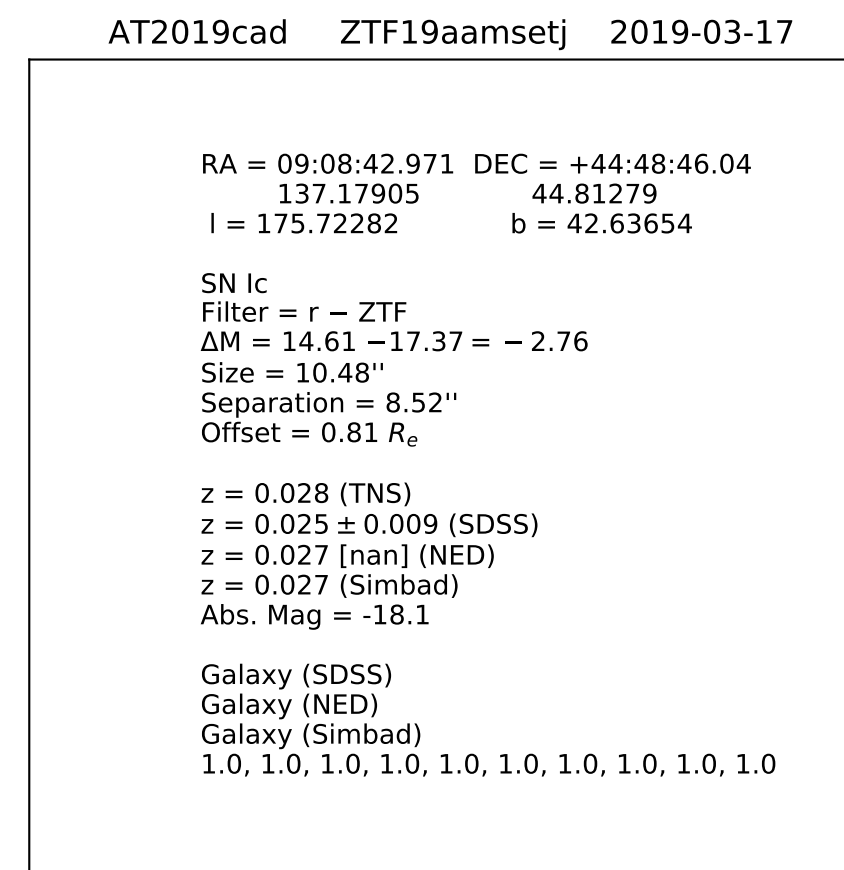 AT2019cad ZTF19aamsetj 2019-03-17
RA = 09:08:42.971 DEC = +44:48:46.04
137.17905 44.81279
l = 175.72282 b = 42.63654
SN Ic
Filter = r − ZTF
ΔM = 14.61 −17.37 = − 2.76
Size = 10.48''
Separation = 8.52''
Offset = 0.81 Re
z = 0.028 (TNS)
z = 0.025 ± 0.009 (SDSS)
z = 0.027 [nan] (NED)
z = 0.027 (Simbad)
Abs. Mag = -18.1
Galaxy (SDSS)
Galaxy (NED)
Galaxy (Simbad)
1.0, 1.0, 1.0, 1.0, 1.0, 1.0, 1.0, 1.0, 1.0, 1.0